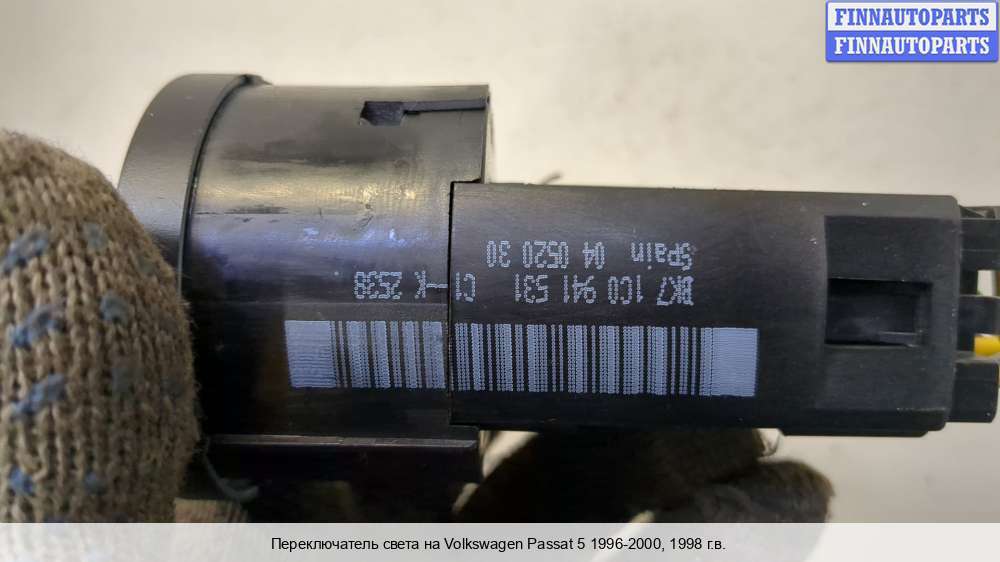 FINNAUTOPARTS
FINNAUTOPARTS
DK7 1C0 941 531 C1-K 2538
SPain 04 0520 30
Переключатель света на Volkswagen Passat 5 1996-2000, 1998 г.в.